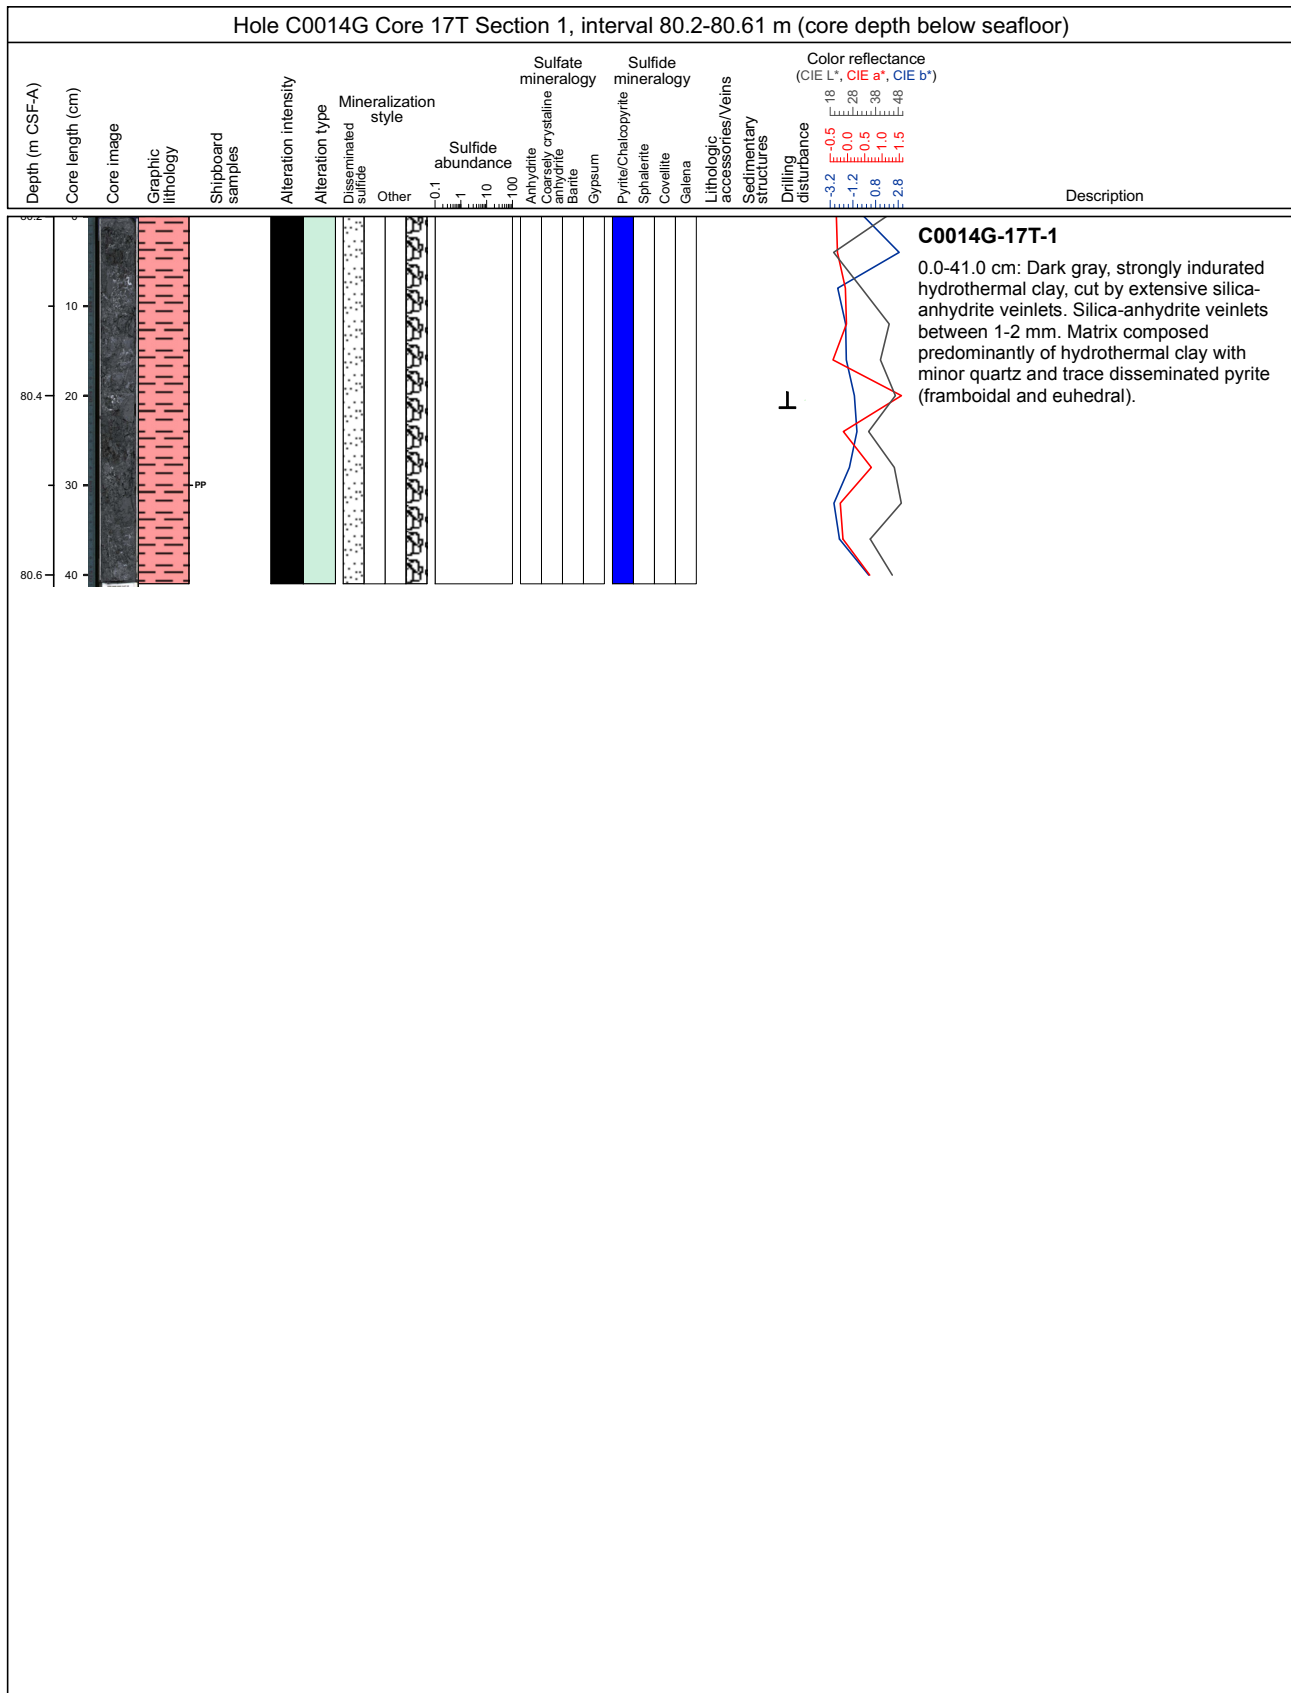 Hole C0014G Core 17T Section 1, interval 80.2-80.61 m (core depth below seafloor)
Depth (m CSF-A)
Core length (cm)
Core image
Graphic
lithology
Shipboard
samples
Alteration intensity
Alteration type
Mineralization
style
Disseminated
sulfide
Other
Sulfide
abundance
0.1
1
10
100
Sulfate
mineralogy
Anhydrite
Coarsely crystaline
anhydrite
Barite
Gypsum
Sulfide
mineralogy
Pyrite/Chalcopyrite
Sphalerite
Covellite
Galena
Lithologic
accessories/Veins
Sedimentary
structures
Drilling
disturbance
Color reflectance
(CIE L*, CIE a*, CIE b*)
18 28 38 48
-0.5 0.0 0.5 1.0 1.5
-3.2 -1.2 0.8 2.8
Description
80.2 0
10
80.4 20
30
80.6 40
PP
C0014G-17T-1
0.0-41.0 cm: Dark gray, strongly indurated
hydrothermal clay, cut by extensive silica-
anhydrite veinlets. Silica-anhydrite veinlets
between 1-2 mm. Matrix composed
predominantly of hydrothermal clay with
minor quartz and trace disseminated pyrite
(framboidal and euhedral).